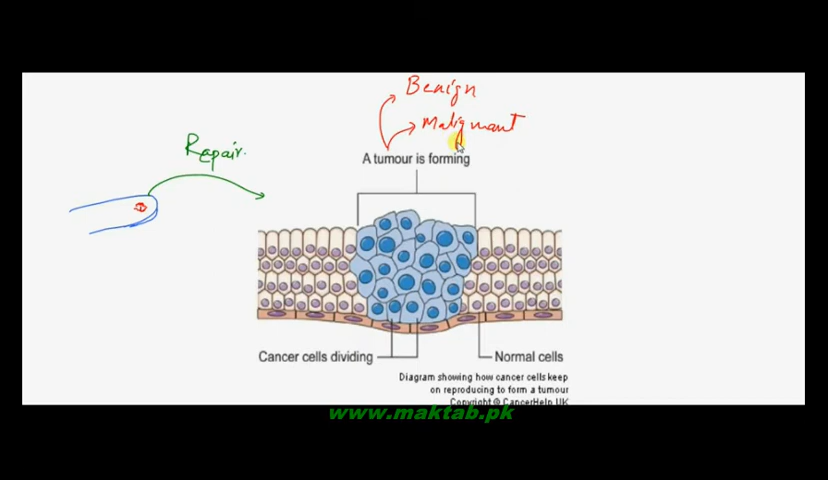 Benign
Malignant
Repair.
A tumour is forming
Cancer cells dividing
Normal cells
Diagram showing how cancer cells keep
on reproducing to form a tumour
Copyright @ CancerHelp UK
www.maktab.pk